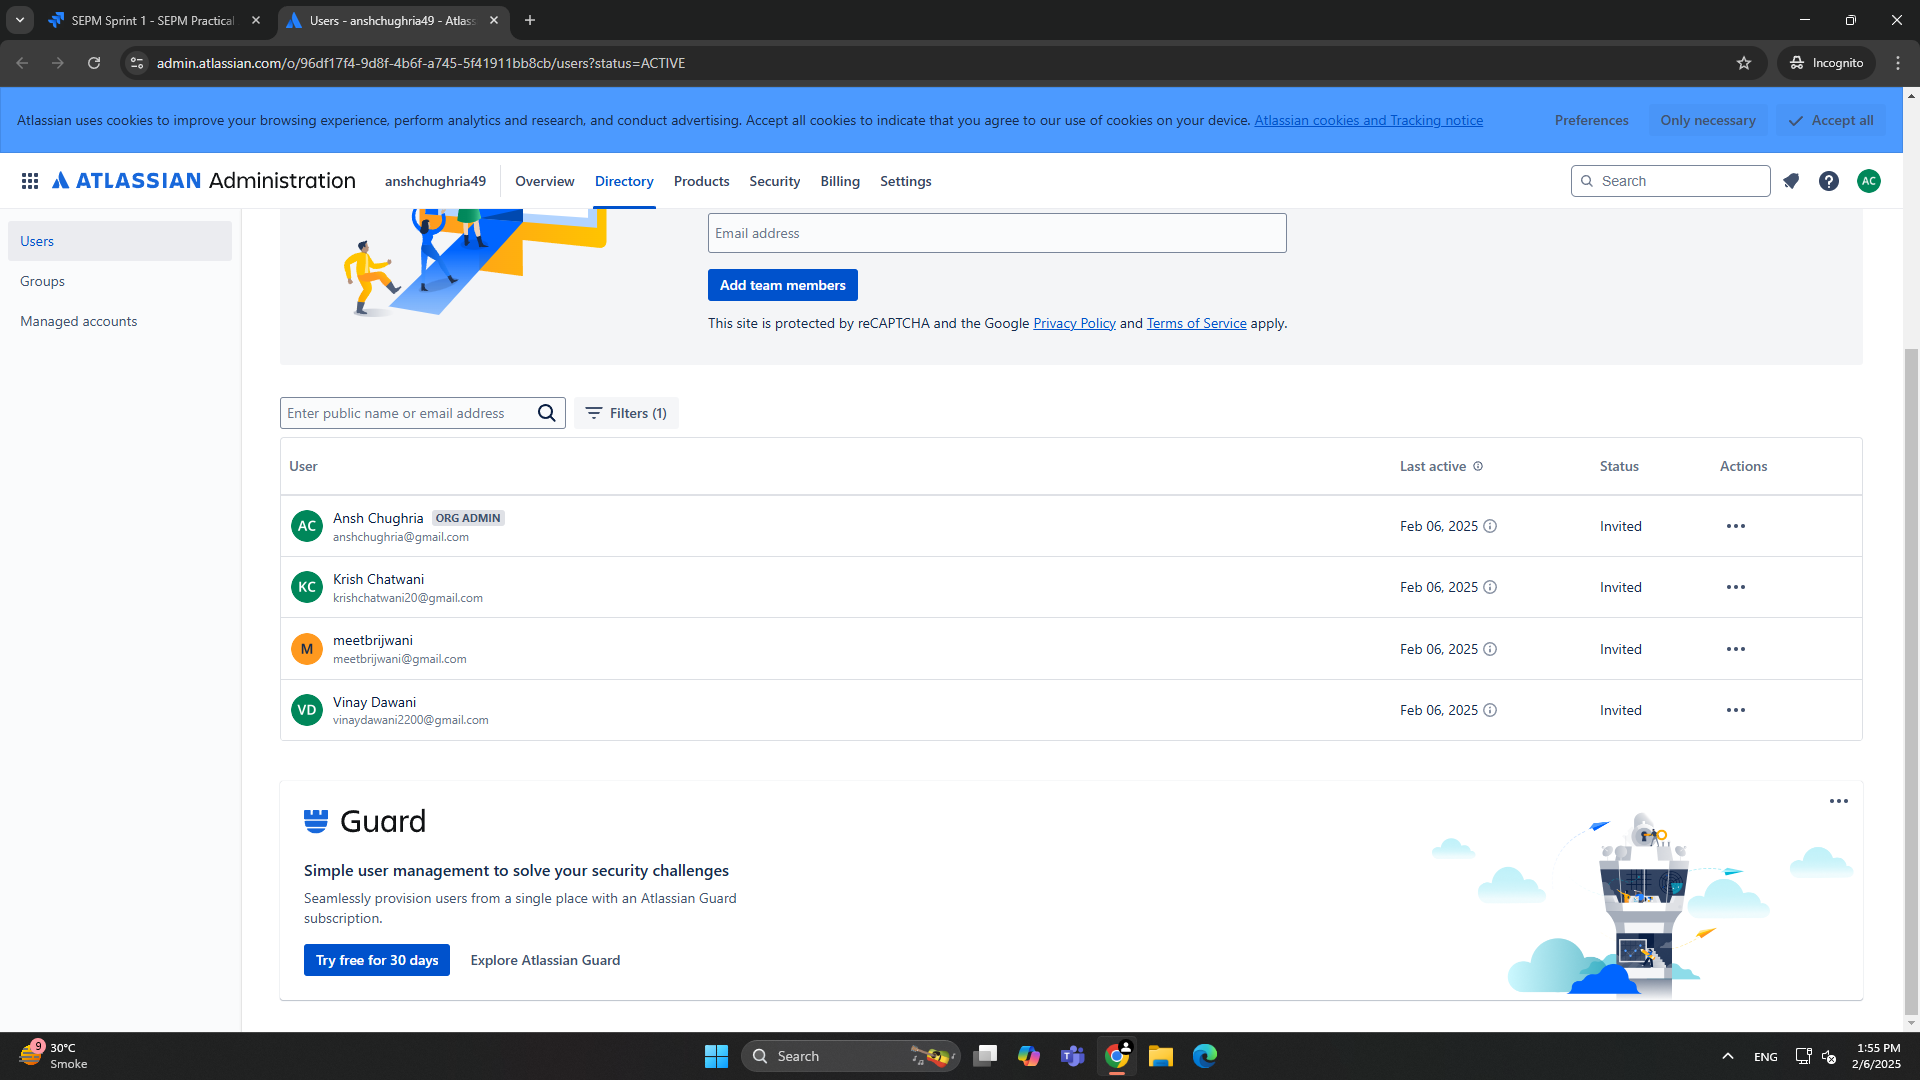 SEPM Sprint 1 - SEPM Practical
Users - anshchughria49 - Atlass
admin.atlassian.com/o/96df17f4-9d8f-4b6f-a745-5f41911bb8cb/users?status=ACTIVE
Incognito
Atlassian uses cookies to improve your browsing experience, perform analytics and research, and conduct advertising. Accept all cookies to indicate that you agree to our use of cookies on your device. Atlassian cookies and Tracking notice
Preferences
Only necessary
Accept all
ATLASSIAN Administration
anshchughria49
Overview
Directory
Products
Security
Billing
Settings
Search
AC
Users
Groups
Managed accounts
Email address
Add team members
This site is protected by reCAPTCHA and the Google Privacy Policy and Terms of Service apply.
Enter public name or email address
Filters (1)
User
Last active
Status
Actions
AC
Ansh Chughria ORG ADMIN
anshchughria@gmail.com
Feb 06, 2025
Invited
KC
Krish Chatwani
krishchatwani20@gmail.com
Feb 06, 2025
Invited
M
meetbrijwani
meetbrijwani@gmail.com
Feb 06, 2025
Invited
VD
Vinay Dawani
vinaydawani2200@gmail.com
Feb 06, 2025
Invited
Guard
Simple user management to solve your security challenges
Seamlessly provision users from a single place with an Atlassian Guard
subscription.
Try free for 30 days
Explore Atlassian Guard
9
30°C
Smoke
Search
ENG
1:55 PM
2/6/2025